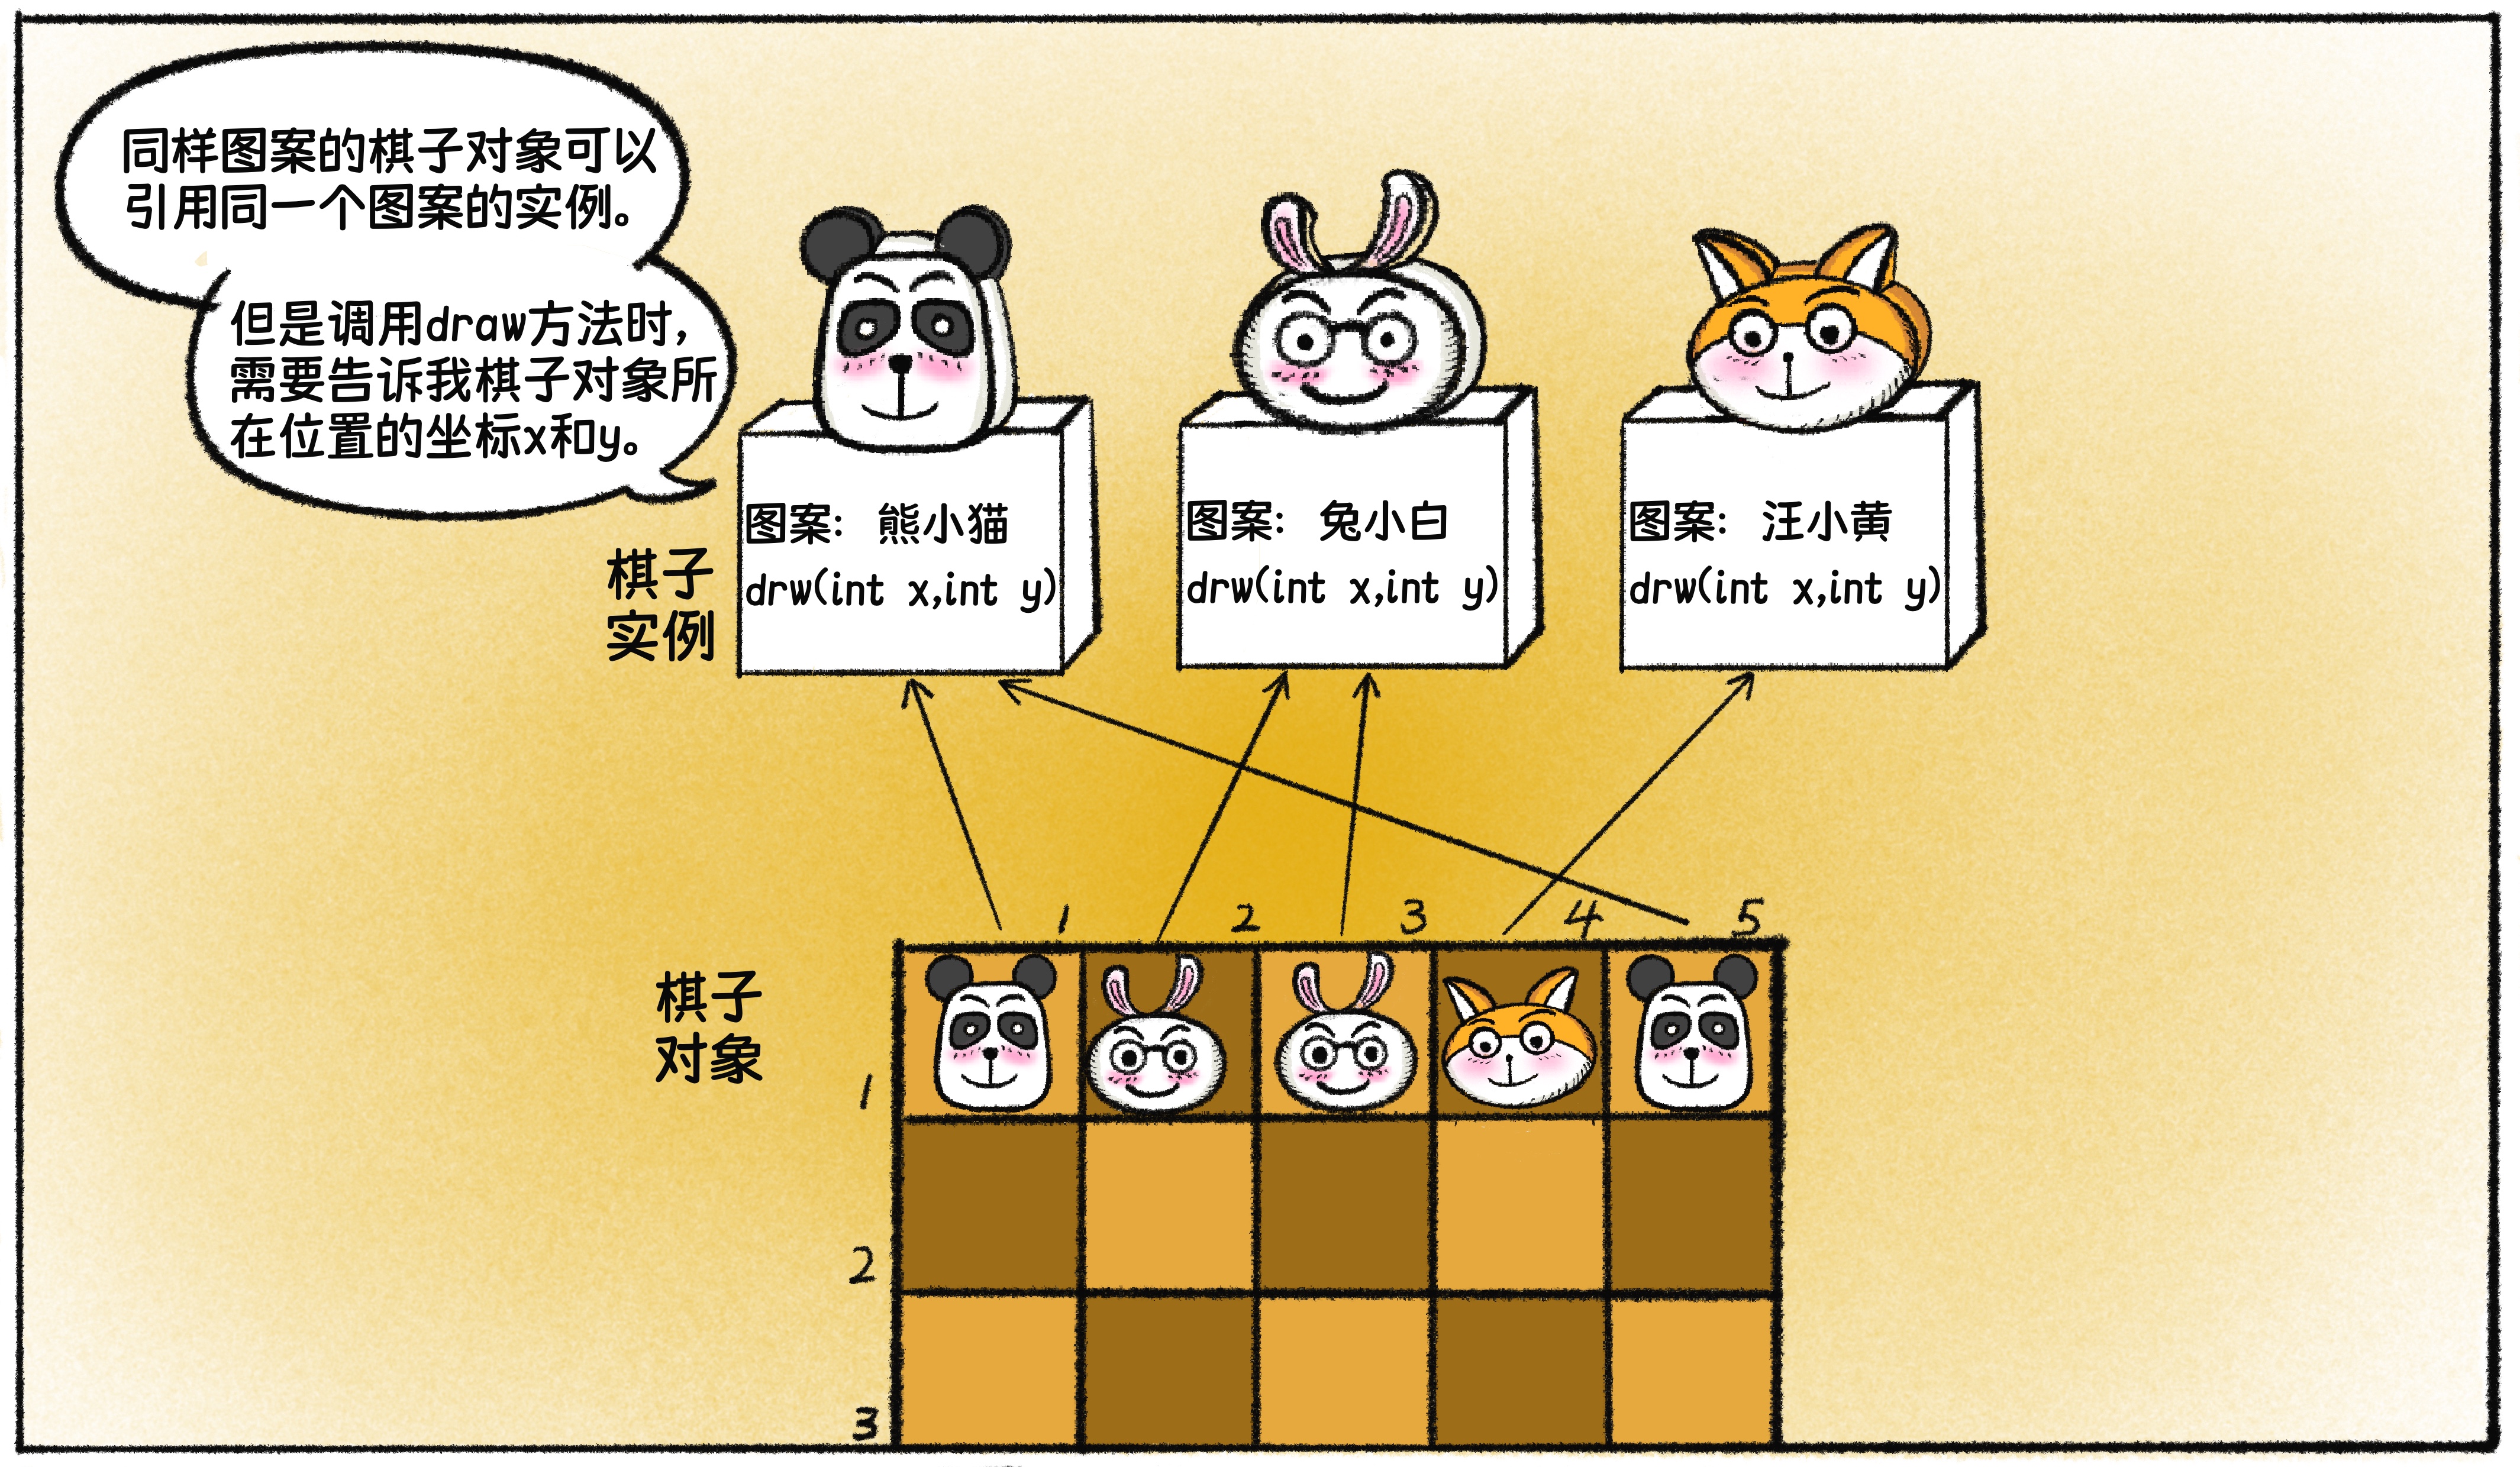 同样图案的棋子对象可以
引用同一个图案的实例。
但是调用draw方法时,
需要告诉我棋子对象所
在位置的坐标x和y。
棋子
实例
图案: 熊小猫
drw(int x,int y)
图案: 兔小白
drw(int x,int y)
图案: 汪小黄
drw(int x,int y)
棋子
对象
1 2 3 4 5
1
2
3